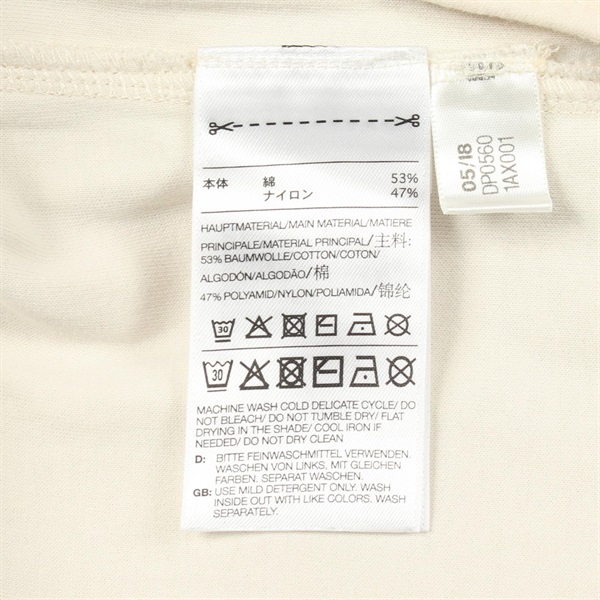 本体 綿 53%
ナイロン 47%
HAUPTMATERIAL/MAIN MATERIAL/MATIERE
PRINCIPALE/MATERIAL PRINCIPAL/主料:
53% BAUMWOLLE/COTTON/COTON/
ALGODÓN/ALGODÃO/棉
47% POLYAMID/NYLON/POLIAMIDA/锦纶
30
30
MACHINE WASH COLD DELICATE CYCLE/ DO
NOT BLEACH/ DO NOT TUMBLE DRY/ FLAT
DRYING IN THE SHADE/ COOL IRON IF
NEEDED/ DO NOT DRY CLEAN
D: BITTE FEINWASCHMITTEL VERWENDEN.
WASCHEN VON LINKS, MIT GLEICHEN
FARBEN. SEPARAT WASCHEN.
GB: USE MILD DETERGENT ONLY. WASH
INSIDE OUT WITH LIKE COLORS. WASH
SEPARATELY.
05/18
DP0560
1AX001